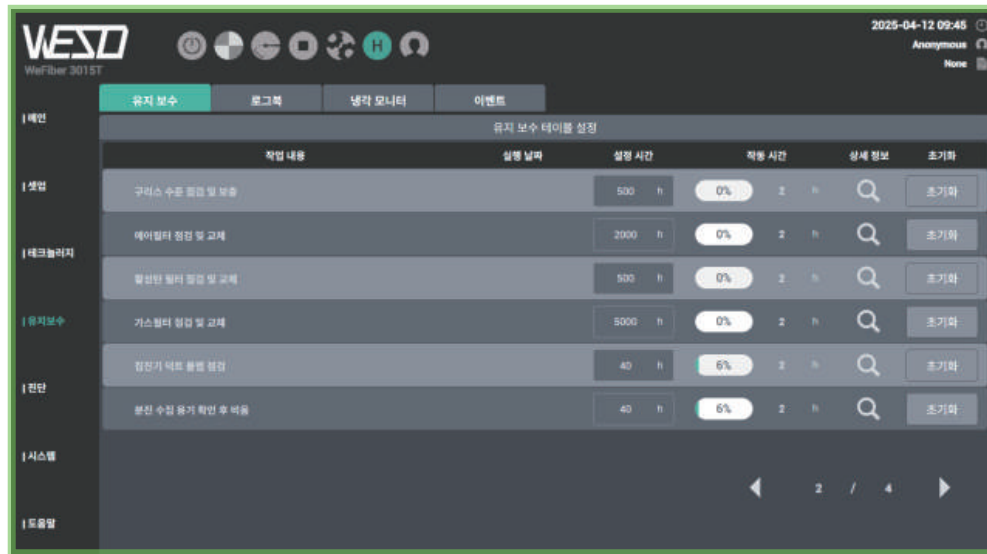 WESO
WeFiber 3015T
H
2025-04-12 09:45
Anonymous
None
유지 보수 로그북 냉각 모니터 이벤트
유지 보수 테이블 설정
작업 내용 실행 날짜 설정 시간 작동 시간 상세 정보 초기화
구리스 수준 점검 및 보충 500 h 0% 2 h 초기화
에어필터 점검 및 교체 2000 h 0% 2 h 초기화
활성탄 필터 점검 및 교체 500 h 0% 2 h 초기화
가스필터 점검 및 교체 5000 h 0% 2 h 초기화
집진기 덕트 볼밸 점검 40 h 6% 2 h 초기화
분진 수집 용기 확인 후 비움 40 h 6% 2 h 초기화
2 / 4
| 메인
| 셋업
| 테크놀러지
| 유지보수
| 진단
| 시스템
| 도움말